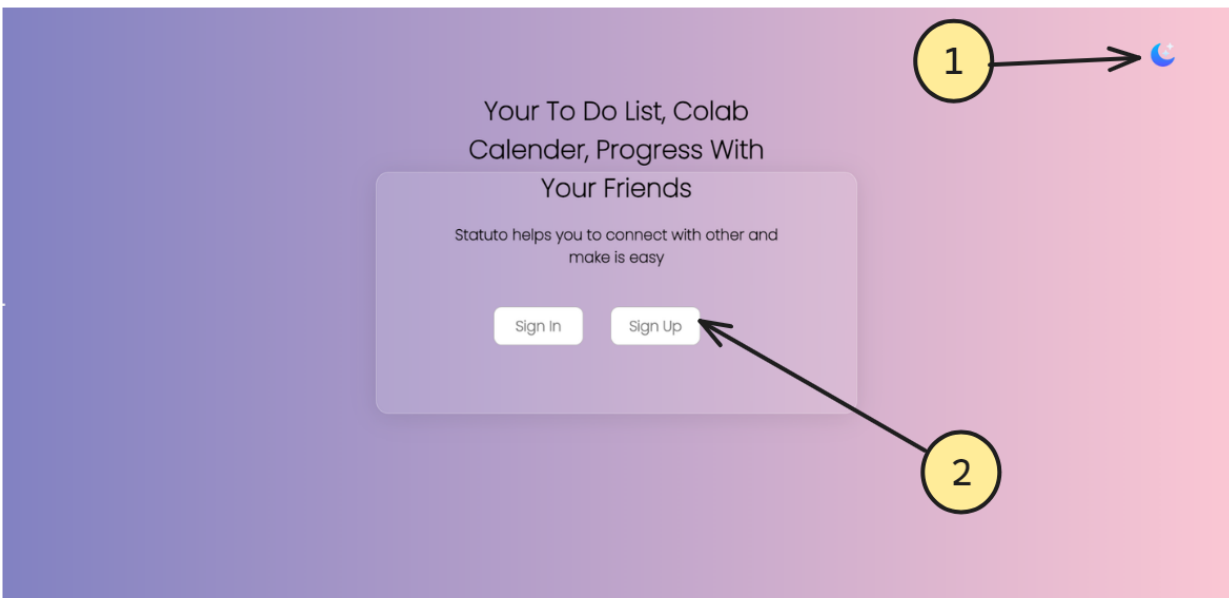 1
Your To Do List, Colab
Calender, Progress With
Your Friends
Statuto helps you to connect with other and
make is easy
Sign In Sign Up
2